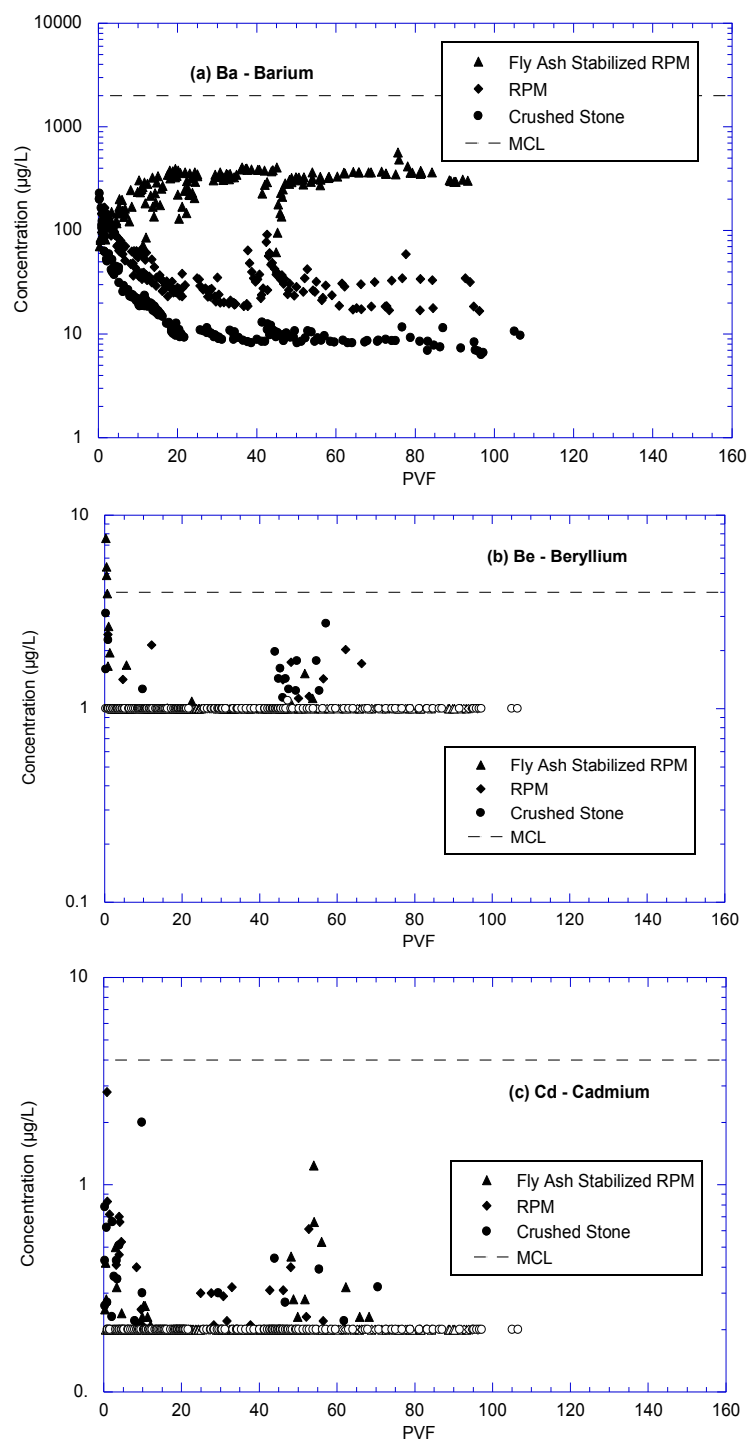 10000
1000
100
10
1
Concentration (µg/L)
(a) Ba - Barium
Fly Ash Stabilized RPM
RPM
Crushed Stone
MCL
0 20 40 60 80 100 120 140 160
PVF
10
1
0.1
Concentration (µg/L)
(b) Be - Beryllium
Fly Ash Stabilized RPM
RPM
Crushed Stone
MCL
0 20 40 60 80 100 120 140 160
PVF
10
1
0.
Concentration (µg/L)
(c) Cd - Cadmium
Fly Ash Stabilized RPM
RPM
Crushed Stone
MCL
0 20 40 60 80 100 120 140 160
PVF